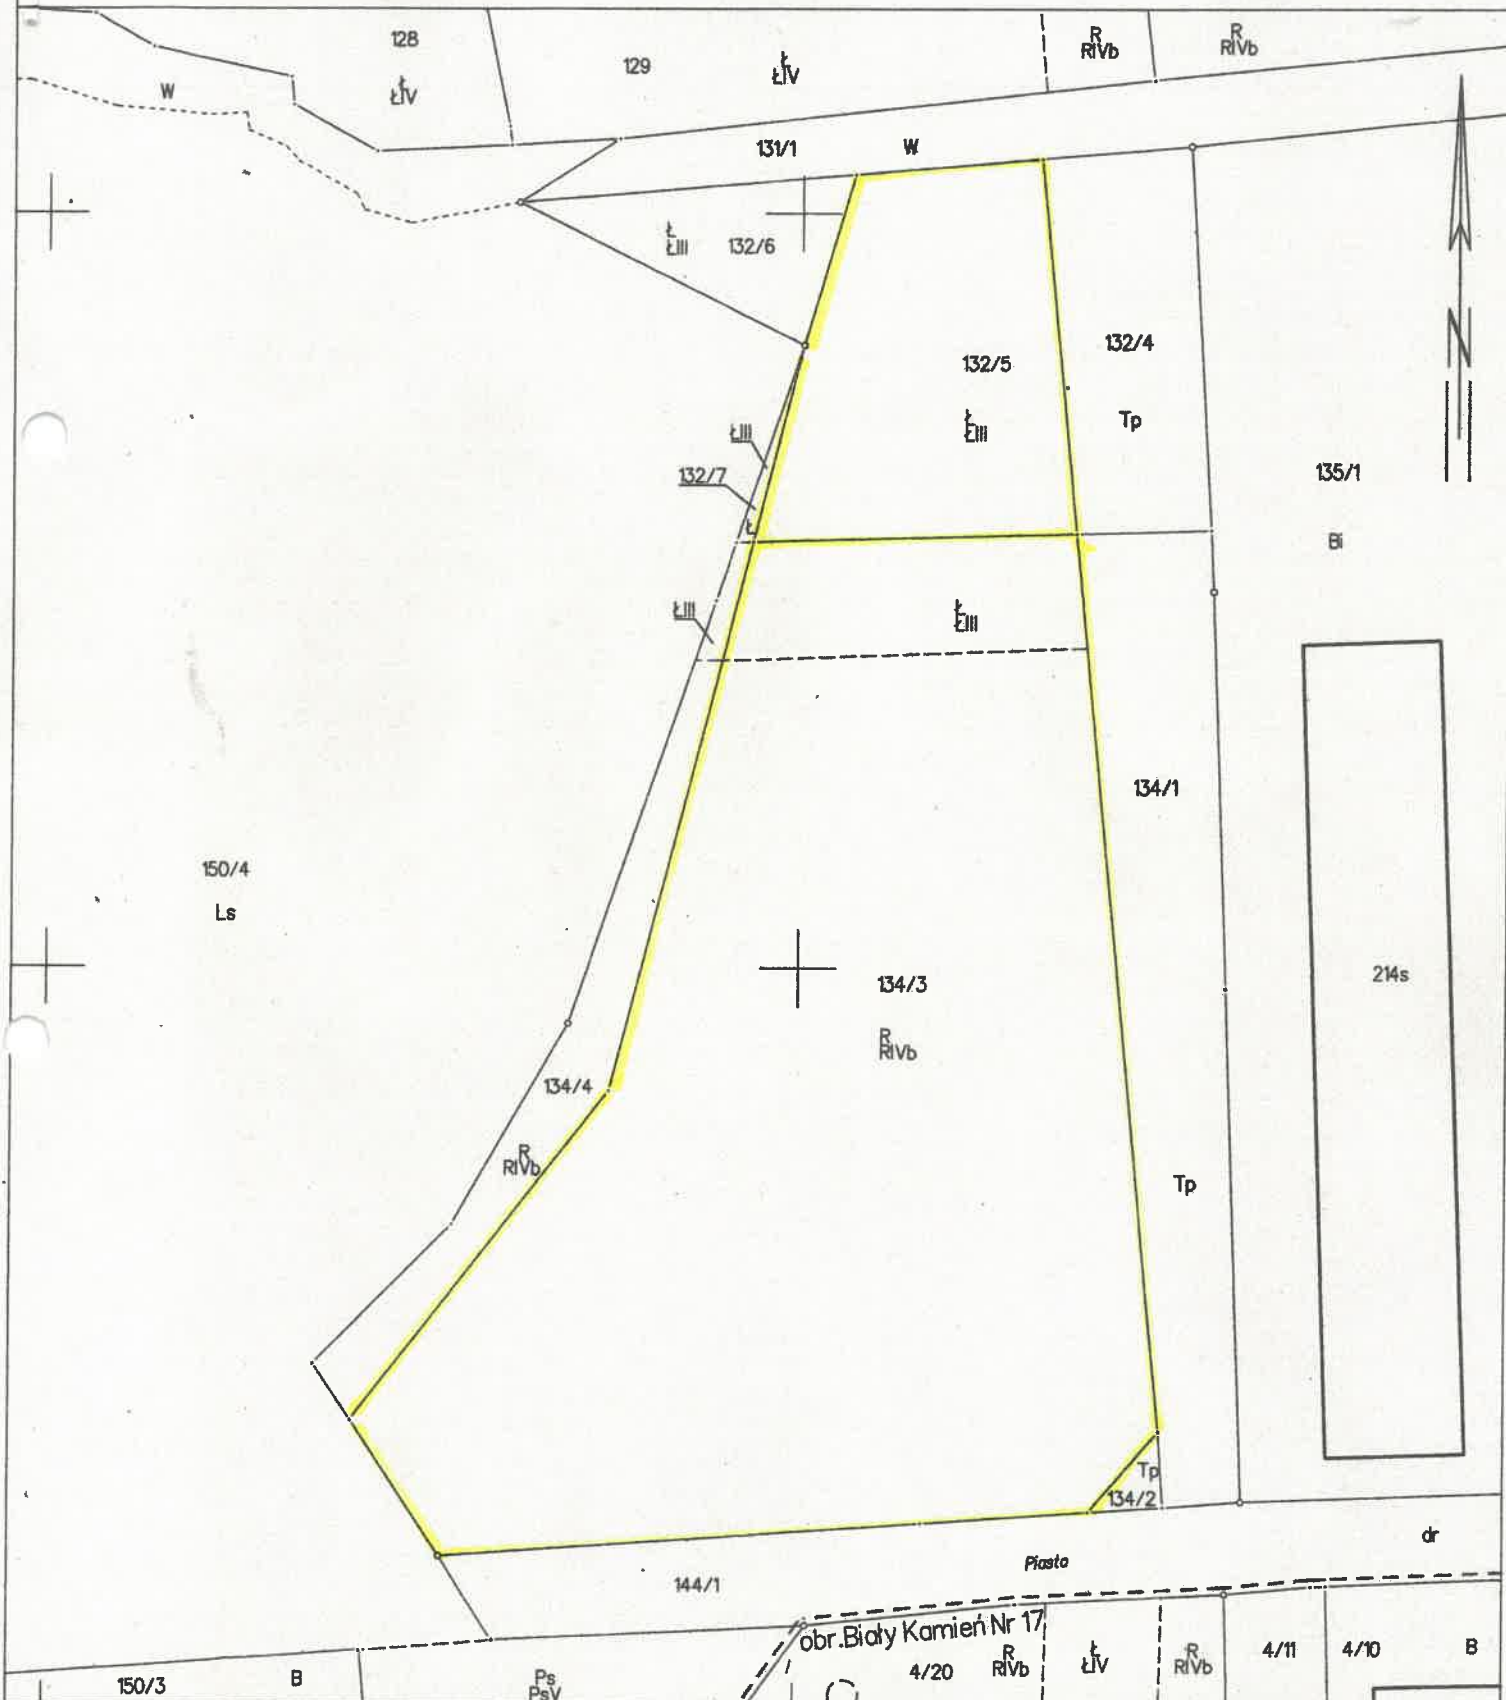 128
129
Ł
ŁIV
W
Ł
ŁIV
R
RIVb
R
RIVb
131/1
W
Ł
ŁIII
132/6
132/5
Ł
ŁIII
132/4
Tp
N
ŁIII
132/7
Ł
135/1
Bi
ŁIII
Ł
ŁIII
134/1
150/4
Ls
134/3
R
RIVb
214s
134/4
R
RIVb
Tp
Tp
134/2
dr
Piasta
144/1
obr.Biały Kamień Nr 17
150/3
B
Ps
PsV
4/20
R
RIVb
Ł
ŁIV
R
RIVb
4/11
4/10
B